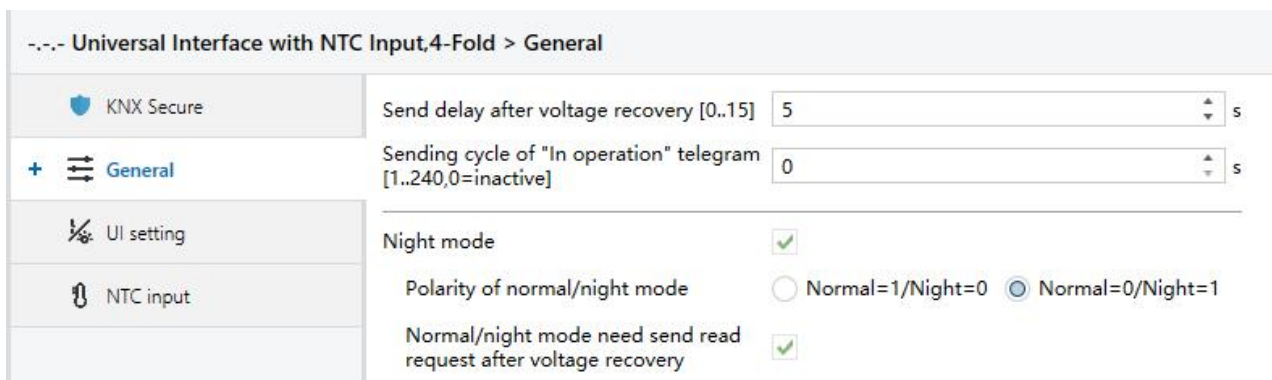 -.-.- Universal Interface with NTC Input,4-Fold > General
KNX Secure
Send delay after voltage recovery [0..15] 5 s
+ General
Sending cycle of "In operation" telegram
[1..240,0=inactive] 0 s
UI setting
Night mode
NTC input
Polarity of normal/night mode Normal=1/Night=0 Normal=0/Night=1
Normal/night mode need send read
request after voltage recovery